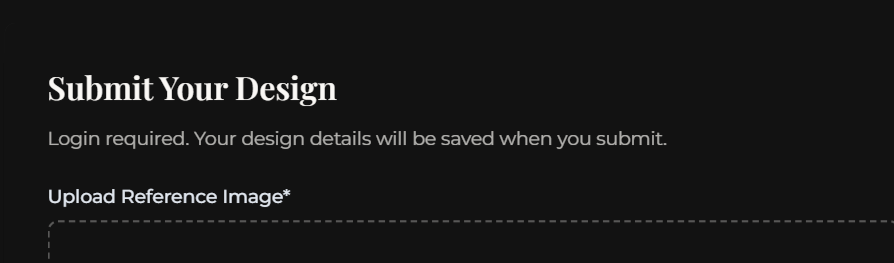 Submit Your Design
Login required. Your design details will be saved when you submit.
Upload Reference Image*